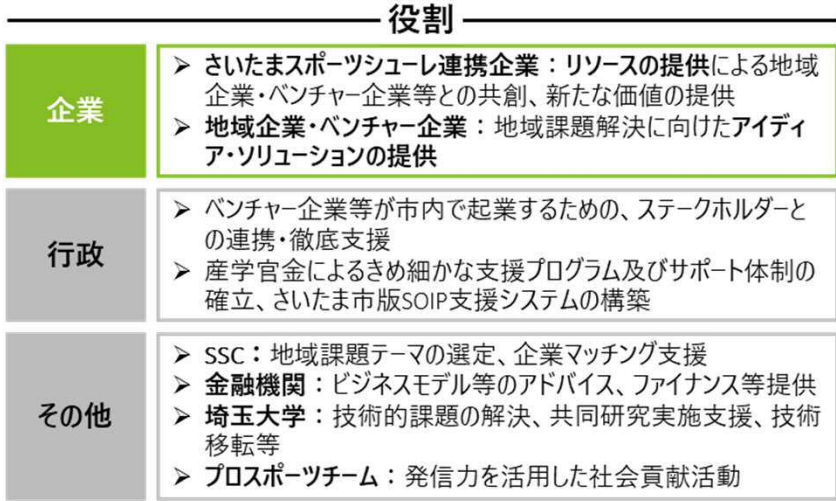 役割
企業
➢ さいたまスポーツシューレ連携企業：リソースの提供による地域
企業・ベンチャー企業等との共創、新たな価値の提供
➢ 地域企業・ベンチャー企業：地域課題解決に向けたアイディ
ア・ソリューションの提供
行政
➢ ベンチャー企業等が市内で起業するための、ステークホルダーと
の連携・徹底支援
➢ 産学官金によるきめ細かな支援プログラム及びサポート体制の
確立、さいたま市版SOIP支援システムの構築
その他
➢ SSC：地域課題テーマの選定、企業マッチング支援
➢ 金融機関：ビジネスモデル等のアドバイス、ファイナンス等提供
➢ 埼玉大学：技術的課題の解決、共同研究実施支援、技術
移転等
➢ プロスポーツチーム：発信力を活用した社会貢献活動